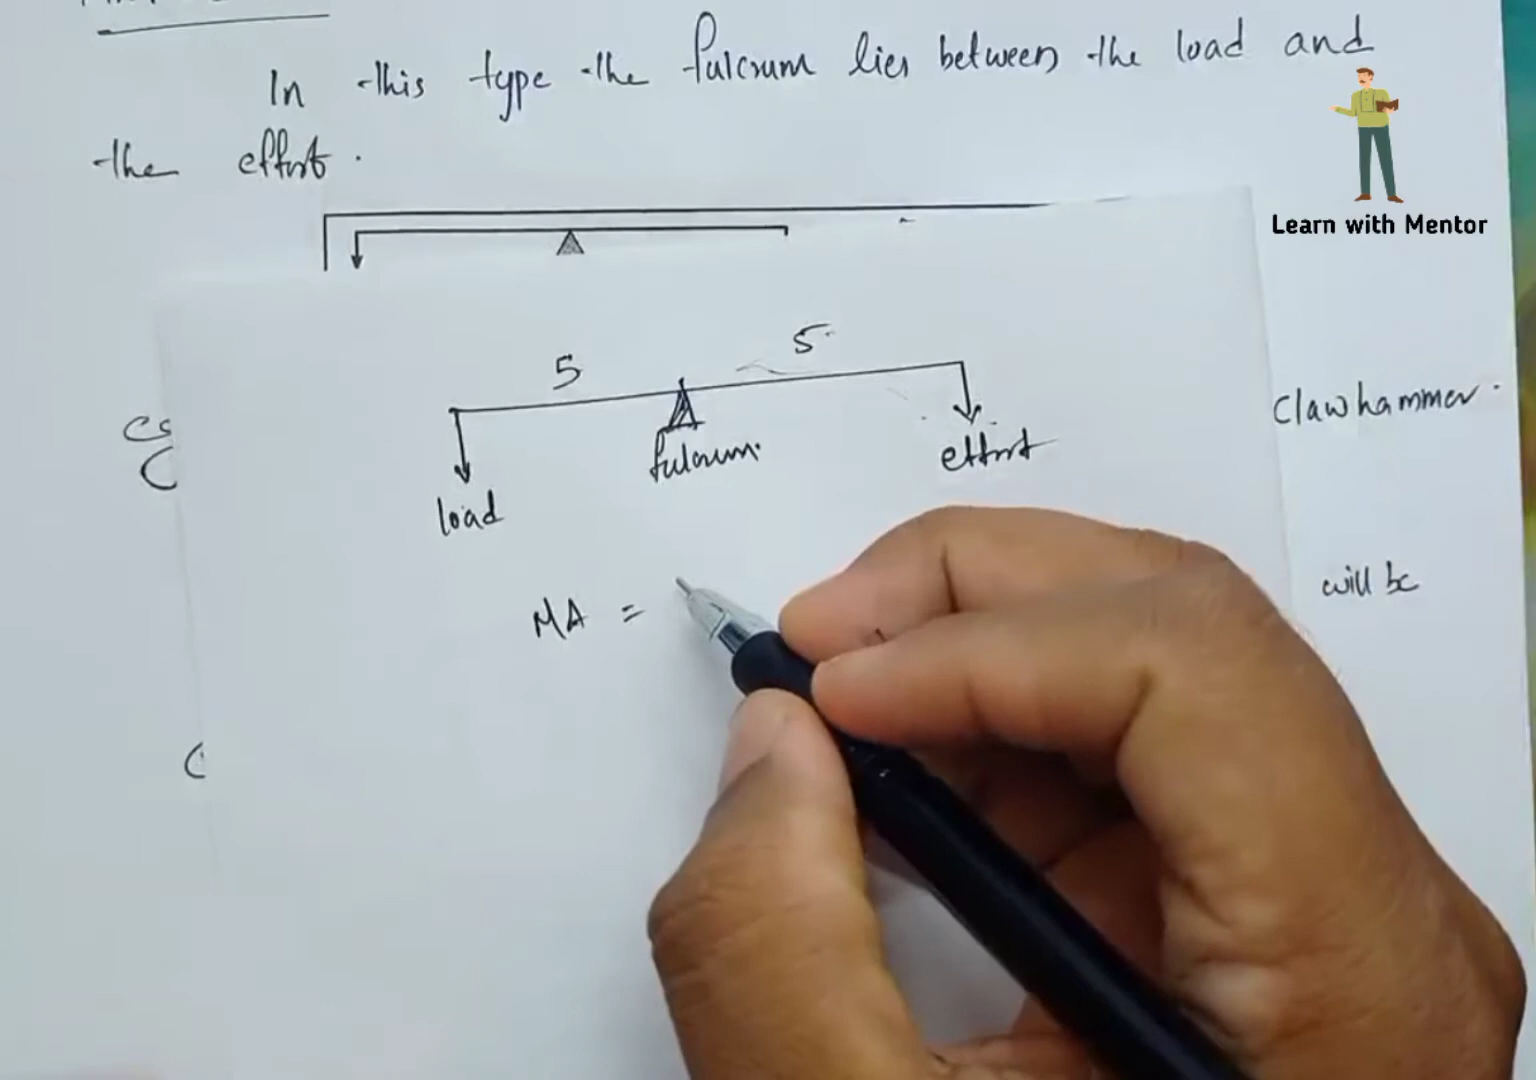 In this type the fulcrum lies between the load and
the effort.
Learn with Mentor
5
5
Clawhammer.
fulcrum.
effort
load
will be
MA =